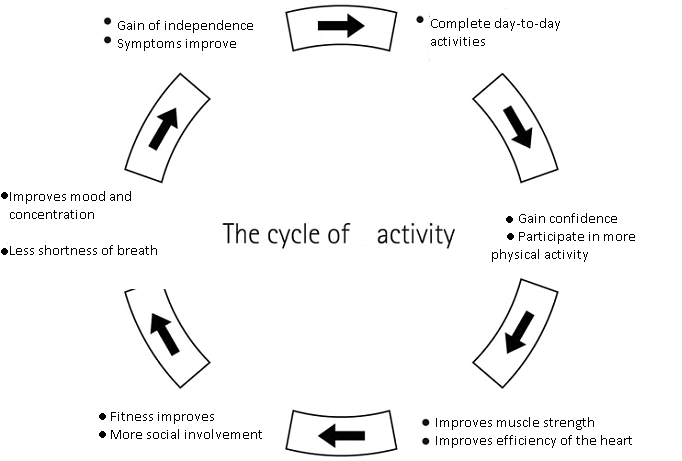 • Gain of independence
• Symptoms improve
• Complete day-to-day
activities
• Gain confidence
• Participate in more
physical activity
• Improves muscle strength
• Improves efficiency of the heart
• Fitness improves
• More social involvement
• Improves mood and
concentration
• Less shortness of breath
The cycle of activity